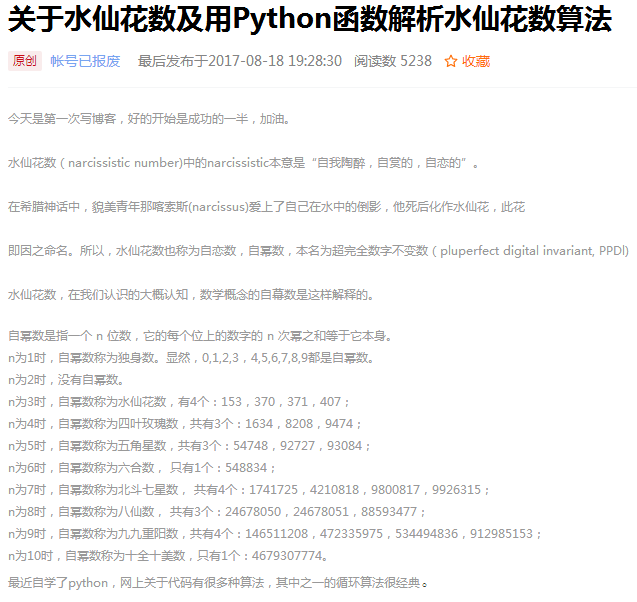 关于水仙花数及用Python函数解析水仙花数算法
原创 帐号已报废 最后发布于2017-08-18 19:28:30 阅读数 5238 ☆ 收藏
今天是第一次写博客，好的开始是成功的一半，加油。
水仙花数（narcissistic number)中的narcissistic本意是“自我陶醉，自赏的，自恋的”。
在希腊神话中，貌美青年那喀索斯(narcissus)爱上了自己在水中的倒影，他死后化作水仙花，此花
即因之命名。所以，水仙花数也称为自恋数，自幂数，本名为超完全数字不变数（pluperfect digital invariant, PPDl)
水仙花数，在我们认识的大概认知，数学概念的自幕数是这样解释的。
自幂数是指一个 n 位数，它的每个位上的数字的 n 次幂之和等于它本身。
n为1时，自幂数称为独身数。显然，0,1,2,3，4,5,6,7,8,9都是自幂数。
n为2时，没有自幂数。
n为3时，自幂数称为水仙花数，有4个：153，370，371，407；
n为4时，自幂数称为四叶玫瑰数，共有3个：1634，8208，9474；
n为5时，自幂数称为五角星数，共有3个：54748，92727，93084；
n为6时，自幂数称为六合数， 只有1个：548834；
n为7时，自幂数称为北斗七星数， 共有4个：1741725，4210818，9800817，9926315；
n为8时，自幂数称为八仙数， 共有3个：24678050，24678051，88593477；
n为9时，自幂数称为九九重阳数，共有4个：146511208，472335975，534494836，912985153；
n为10时，自幂数称为十全十美数，只有1个：4679307774。
最近自学了python，网上关于代码有很多种算法，其中之一的循环算法很经典。